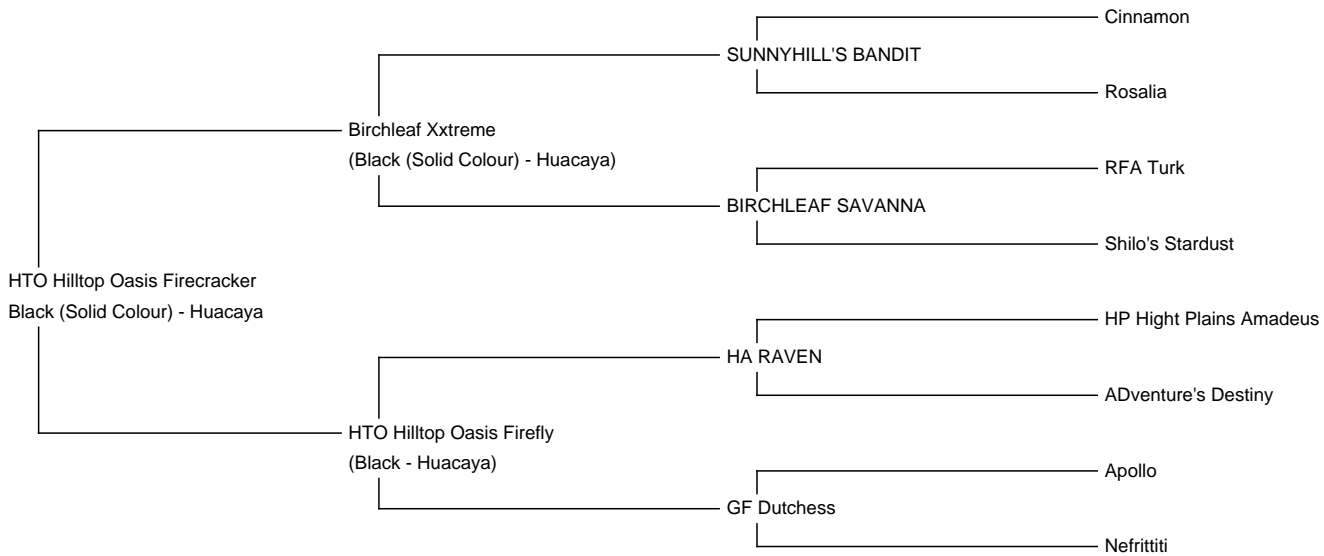 Cinnamon
SUNNYHILL'S BANDIT
Rosalia
Birchleaf Xxtreme
(Black (Solid Colour) - Huacaya)
RFA Turk
BIRCHLEAF SAVANNA
Shilo's Stardust
HTO Hilltop Oasis Firecracker
Black (Solid Colour) - Huacaya
HP Hight Plains Amadeus
HA RAVEN
ADventure's Destiny
HTO Hilltop Oasis Firefly
(Black - Huacaya)
Apollo
GF Dutchess
Nefrittiti